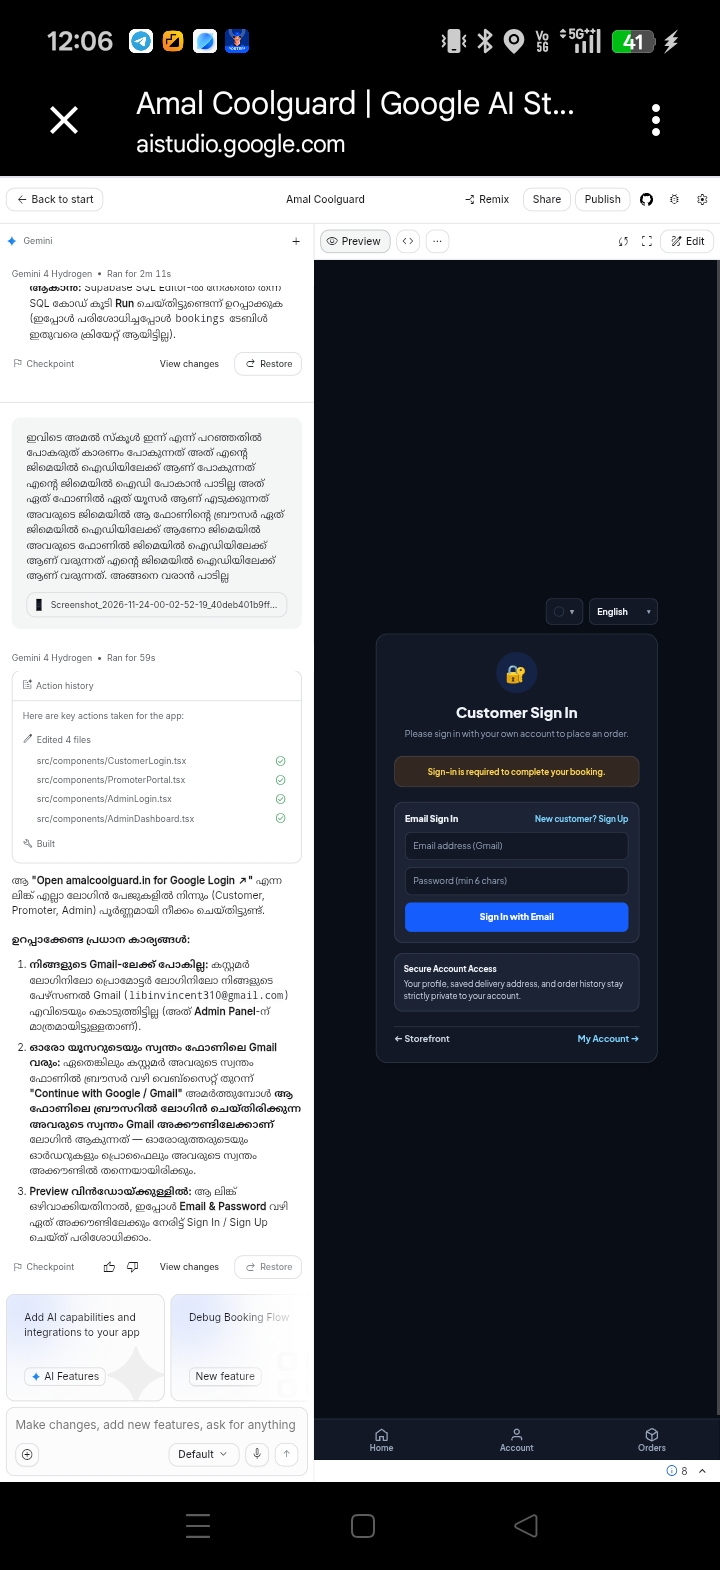 12:06
Vo 5G
5G++
41
Amal Coolguard | Google AI St...
aistudio.google.com
← Back to start
Amal Coolguard
Remix
Share
Publish
Gemini
+
Preview
<>
...
Edit
Gemini 4 Hydrogen • Ran for 2m 11s
ആകാൻ: Supabase SQL Editor-ൽ നേരത്തെ തന്ന
SQL കോഡ് കൂടി Run ചെയ്തിട്ടുണ്ടെന്ന് ഉറപ്പാക്കുക
(ഇപ്പോൾ പരിശോധിച്ചപ്പോൾ bookings ടേബിൾ
ഇതുവരെ ക്രിയേറ്റ് ആയിട്ടില്ല).
Checkpoint
View changes
Restore
ഇവിടെ അമൽ സ്കൂൾ ഇന്ന് എന്ന് പറഞ്ഞതിൽ
പോകരുത് കാരണം പോകുന്നത് അത് എന്റെ
ജിമെയിൽ ഐഡിയിലേക്ക് ആണ് പോകുന്നത്
എന്റെ ജിമെയിൽ ഐഡി പോകാൻ പാടില്ല അത്
ഏത് ഫോണിൽ ഏത് യൂസർ ആണ് എടുക്കുന്നത്
അവരുടെ ജിമെയിൽ ആ ഫോണിന്റെ ബ്രൗസർ ഏത്
ജിമെയിൽ ഐഡിയിലേക്ക് ആണോ ജിമെയിൽ
അവരുടെ ഫോണിൽ ജിമെയിൽ ഐഡിയിലേക്ക്
ആണ് വരുന്നത് എന്റെ ജിമെയിൽ ഐഡിയിലേക്ക്
ആണ് വരുന്നത്. അങ്ങനെ വരാൻ പാടില്ല
Screenshot_2026-11-24-00-02-52-19_40deb401b9ff...
Gemini 4 Hydrogen • Ran for 59s
Action history
Here are key actions taken for the app:
Edited 4 files
src/components/CustomerLogin.tsx
src/components/PromoterPortal.tsx
src/components/AdminLogin.tsx
src/components/AdminDashboard.tsx
Built
ആ "Open amalcoolguard.in for Google Login ↗" എന്ന
ലിങ്ക് എല്ലാ ലോഗിൻ പേജുകളിൽ നിന്നും (Customer,
Promoter, Admin) പൂർണ്ണമായി നീക്കം ചെയ്തിട്ടുണ്ട്.
ഉറപ്പാക്കേണ്ട പ്രധാന കാര്യങ്ങൾ:
1. നിങ്ങളുടെ Gmail-ലേക്ക് പോകില്ല: കസ്റ്റമർ
ലോഗിനിലോ പ്രൊമോട്ടർ ലോഗിനിലോ നിങ്ങളുടെ
പേഴ്സണൽ Gmail (libinvincent310@gmail.com)
എവിടെയും കൊടുത്തിട്ടില്ല (അത് Admin Panel-ന്
മാത്രമായിട്ടുള്ളതാണ്).
2. ഓരോ യൂസറുടെയും സ്വന്തം ഫോണിലെ Gmail
വരും: ഏതെങ്കിലും കസ്റ്റമർ അവരുടെ സ്വന്തം
ഫോണിൽ ബ്രൗസർ വഴി വെബ്സൈറ്റ് തുറന്ന്
"Continue with Google / Gmail" അമർത്തുമ്പോൾ ആ
ഫോണിലെ ബ്രൗസറിൽ ലോഗിൻ ചെയ്തിരിക്കുന്ന
അവരുടെ സ്വന്തം Gmail അക്കൗണ്ടിലേക്കാണ്
ലോഗിൻ ആകുന്നത് — ഓരോരുത്തരുടെയും
ഓർഡറുകളും പ്രൊഫൈലും അവരുടെ സ്വന്തം
അക്കൗണ്ടിൽ തന്നെയായിരിക്കും.
3. Preview വിൻഡോയ്ക്കുള്ളിൽ: ആ ലിങ്ക്
ഒഴിവാക്കിയതിനാൽ, ഇപ്പോൾ Email & Password വഴി
ഏത് അക്കൗണ്ടിലേക്കും നേരിട്ട് Sign In / Sign Up
ചെയ്ത് പരിശോധിക്കാം.
Checkpoint
View changes
Restore
Add AI capabilities and
integrations to your app
AI Features
Debug Booking Flow
New feature
Make changes, add new features, ask for anything
Default
English
Customer Sign In
Please sign in with your own account to place an order.
Sign-in is required to complete your booking.
Email Sign In
New customer? Sign Up
Email address (Gmail)
Password (min 6 chars)
Sign In with Email
Secure Account Access
Your profile, saved delivery address, and order history stay
strictly private to your account.
← Storefront
My Account →
Home
Account
Orders
8